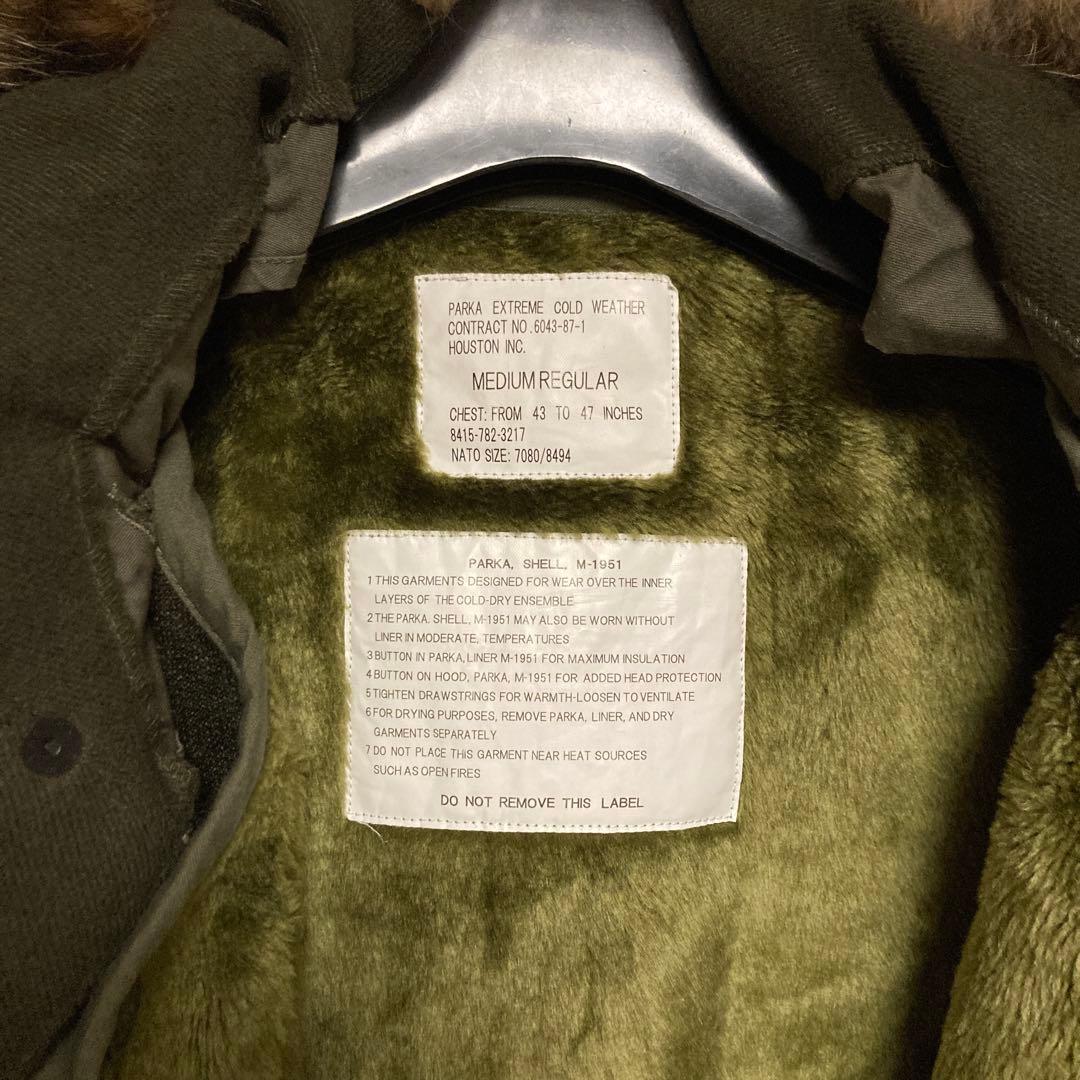 PARKA EXTREME COLD WEATHER
CONTRACT NO.6043-87-1
HOUSTON INC.
MEDIUM REGULAR
CHEST: FROM 43 TO 47 INCHES
8415-782-3217
NATO SIZE: 7080/8494
PARKA, SHELL, M-1951
1 THIS GARMENTS DESIGNED FOR WEAR OVER THE INNER
LAYERS OF THE COLD-DRY ENSEMBLE
2 THE PARKA. SHELL, M-1951 MAY ALSO BE WORN WITHOUT
LINER IN MODERATE, TEMPERATURES
3 BUTTON IN PARKA, LINER M-1951 FOR MAXIMUM INSULATION
4 BUTTON ON HOOD, PARKA, M-1951 FOR ADDED HEAD PROTECTION
5 TIGHTEN DRAWSTRINGS FOR WARMTH-LOOSEN TO VENTILATE
6 FOR DRYING PURPOSES, REMOVE PARKA, LINER, AND DRY
GARMENTS SEPARATELY
7 DO NOT PLACE THIS GARMENT NEAR HEAT SOURCES
SUCH AS OPEN FIRES
DO NOT REMOVE THIS LABEL